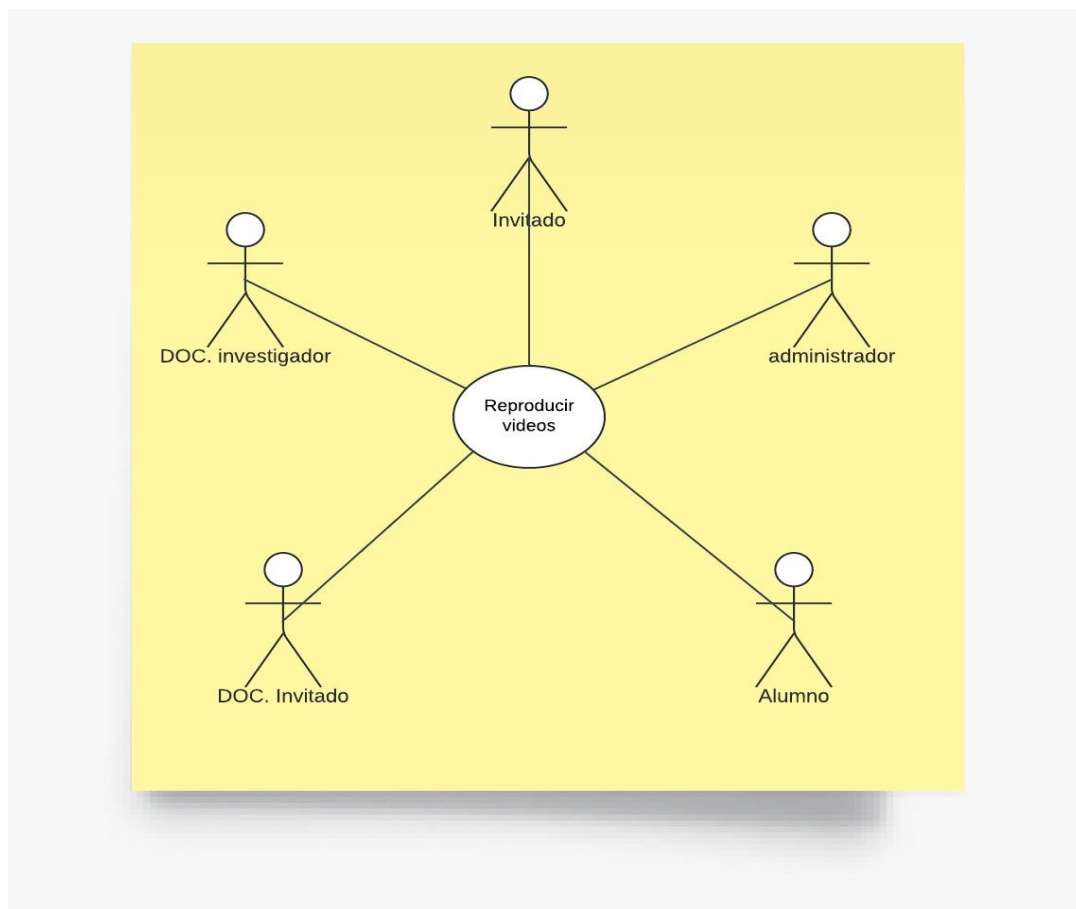 Invitado
DOC. investigador
administrador
Reproducir
videos
DOC. Invitado
Alumno